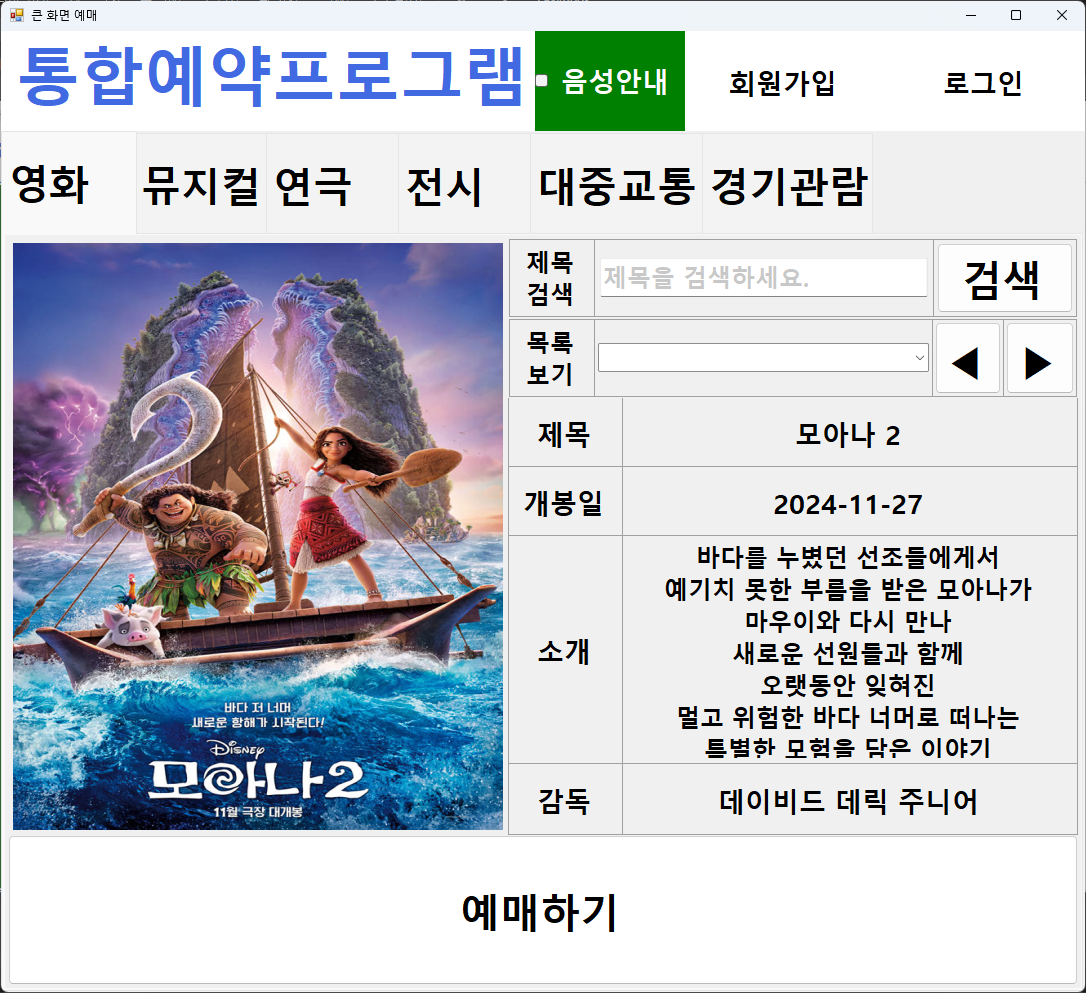 큰 화면 예매
통합예약프로그램
음성안내
회원가입
로그인
영화
뮤지컬
연극
전시
대중교통
경기관람
바다 저 너머
새로운 항해가 시작된다!
Disney
모아나2
11월 극장 대개봉
제목
검색
제목을 검색하세요.
검색
목록
보기
제목
모아나 2
개봉일
2024-11-27
소개
바다를 누볐던 선조들에게서
예기치 못한 부름을 받은 모아나가
마우이와 다시 만나
새로운 선원들과 함께
오랫동안 잊혀진
멀고 위험한 바다 너머로 떠나는
특별한 모험을 담은 이야기
감독
데이비드 데릭 주니어
예매하기